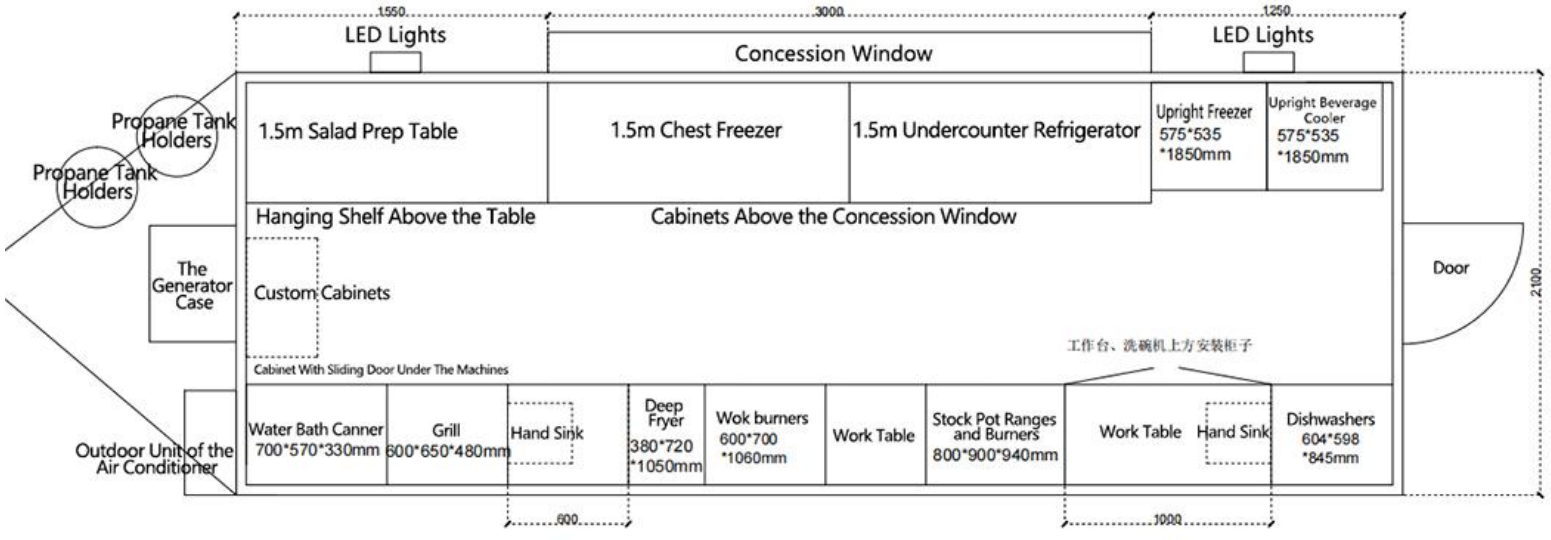 1550
3000
1250
LED Lights
Concession Window
LED Lights
Propane Tank
Holders
Propane Tank
Holders
1.5m Salad Prep Table
1.5m Chest Freezer
1.5m Undercounter Refrigerator
Upright Freezer
575*535
*1850mm
Upright Beverage
Cooler
575*535
*1850mm
Hanging Shelf Above the Table
Cabinets Above the Concession Window
The
Generator
Case
Custom Cabinets
Door
2100
工作台、洗碗机上方安装柜子
Cabinet With Sliding Door Under The Machines
Outdoor Unit of the
Air Conditioner
Water Bath Canner
700*570*330mm
Grill
600*650*480mm
Hand Sink
Deep
Fryer
380*720
*1050mm
Wok burners
600*700
*1060mm
Work Table
Stock Pot Ranges
and Burners
800*900*940mm
Work Table
Hand Sink
Dishwashers
604*598
*845mm
600
1000